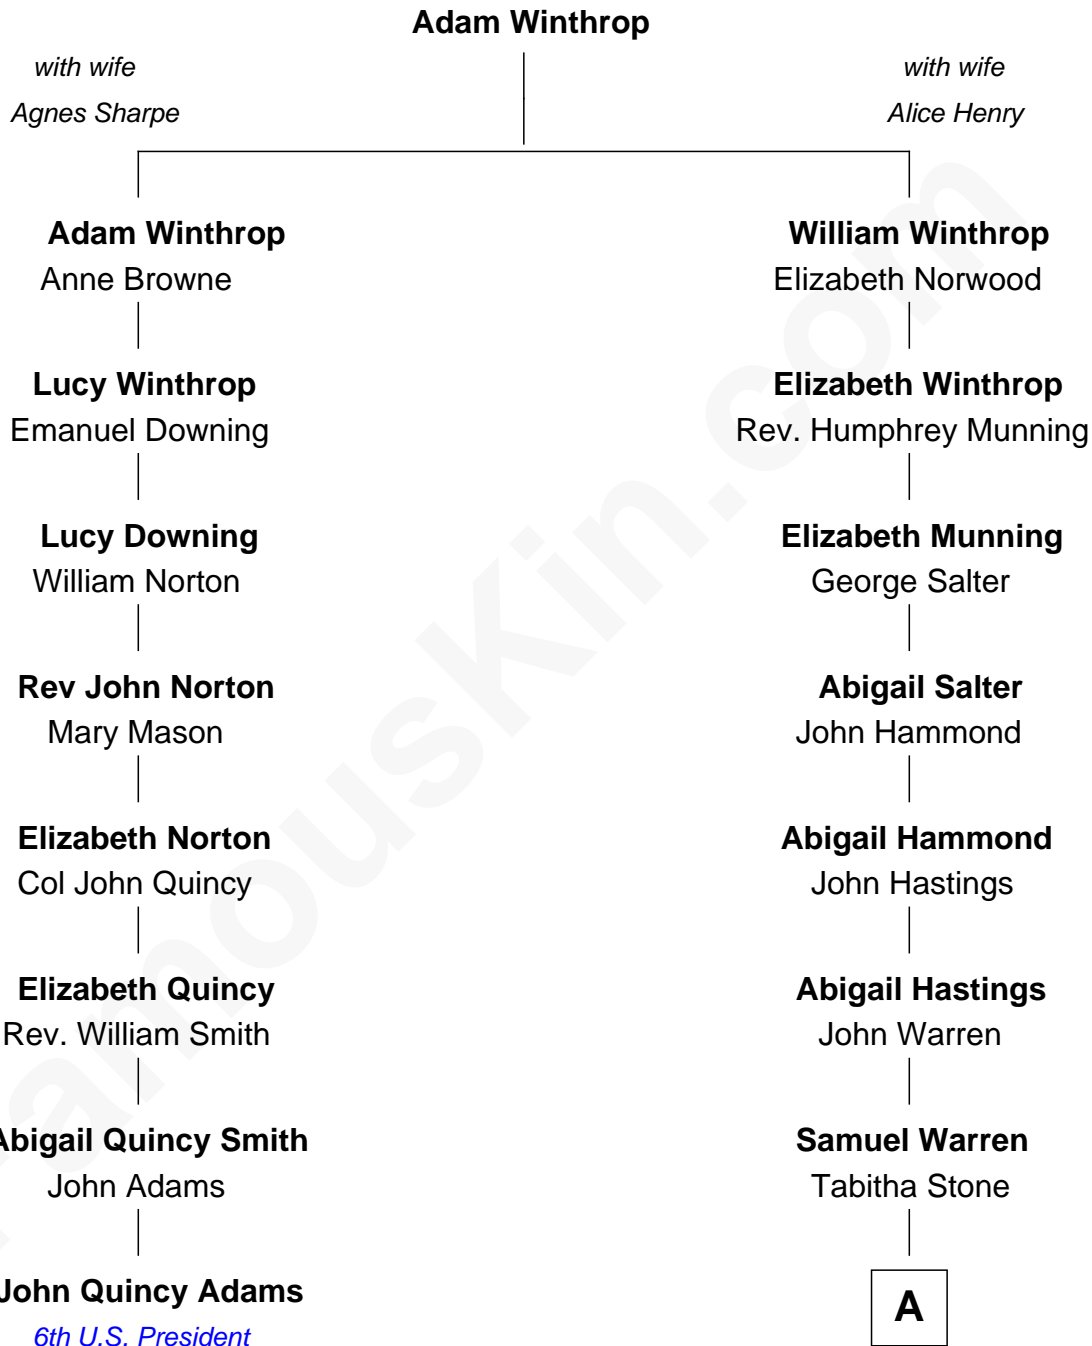 Adam Winthrop
with wife
Agnes Sharpe
with wife
Alice Henry
Adam Winthrop
Anne Browne
William Winthrop
Elizabeth Norwood
Lucy Winthrop
Emanuel Downing
Elizabeth Winthrop
Rev. Humphrey Munning
Lucy Downing
William Norton
Elizabeth Munning
George Salter
Rev John Norton
Mary Mason
Abigail Salter
John Hammond
Elizabeth Norton
Col John Quincy
Abigail Hammond
John Hastings
Elizabeth Quincy
Rev. William Smith
Abigail Hastings
John Warren
Abigail Quincy Smith
John Adams
Samuel Warren
Tabitha Stone
John Quincy Adams
6th U.S. President
A
FamousKin.com